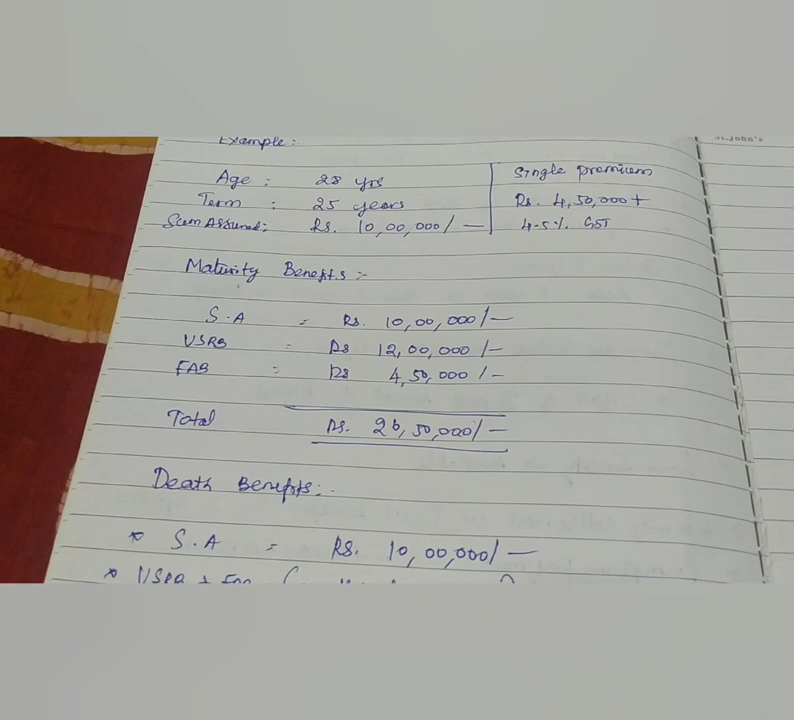 Example:-
Age : 28 yrs
Term : 25 years
Sum Assured: Rs. 10,00,000/-
Single premium
Rs. 4,50,000+
4.5% GST
Maturity Benefits :-
S.A = Rs. 10,00,000/-
VSRB = Rs 12,00,000/-
FAB = Rs 4,50,000/-
Total Rs. 26,50,000/-
Death Benefits:-
* S.A = Rs. 10,00,000/-